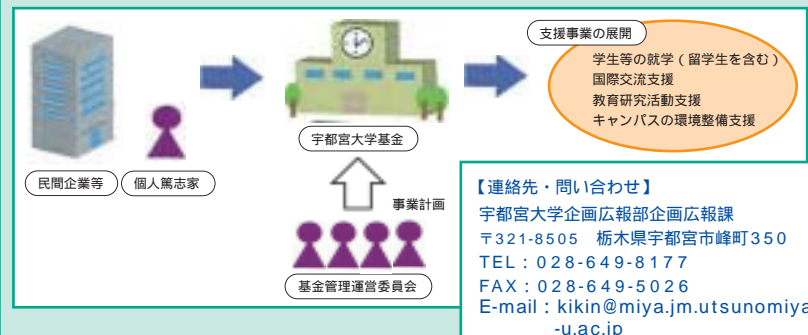 支援事業の展開
学生等の就学（留学生を含む）
国際交流支援
教育研究活動支援
キャンパスの環境整備支援
宇都宮大学基金
民間企業等
個人篤志家
事業計画
基金管理運営委員会
【連絡先・問い合わせ】
宇都宮大学企画広報部企画広報課
〒321-8505　栃木県宇都宮市峰町350
TEL：028-649-8177
FAX：028-649-5026
E-mail：kikin@miya.jm.utsunomiya
-u.ac.jp